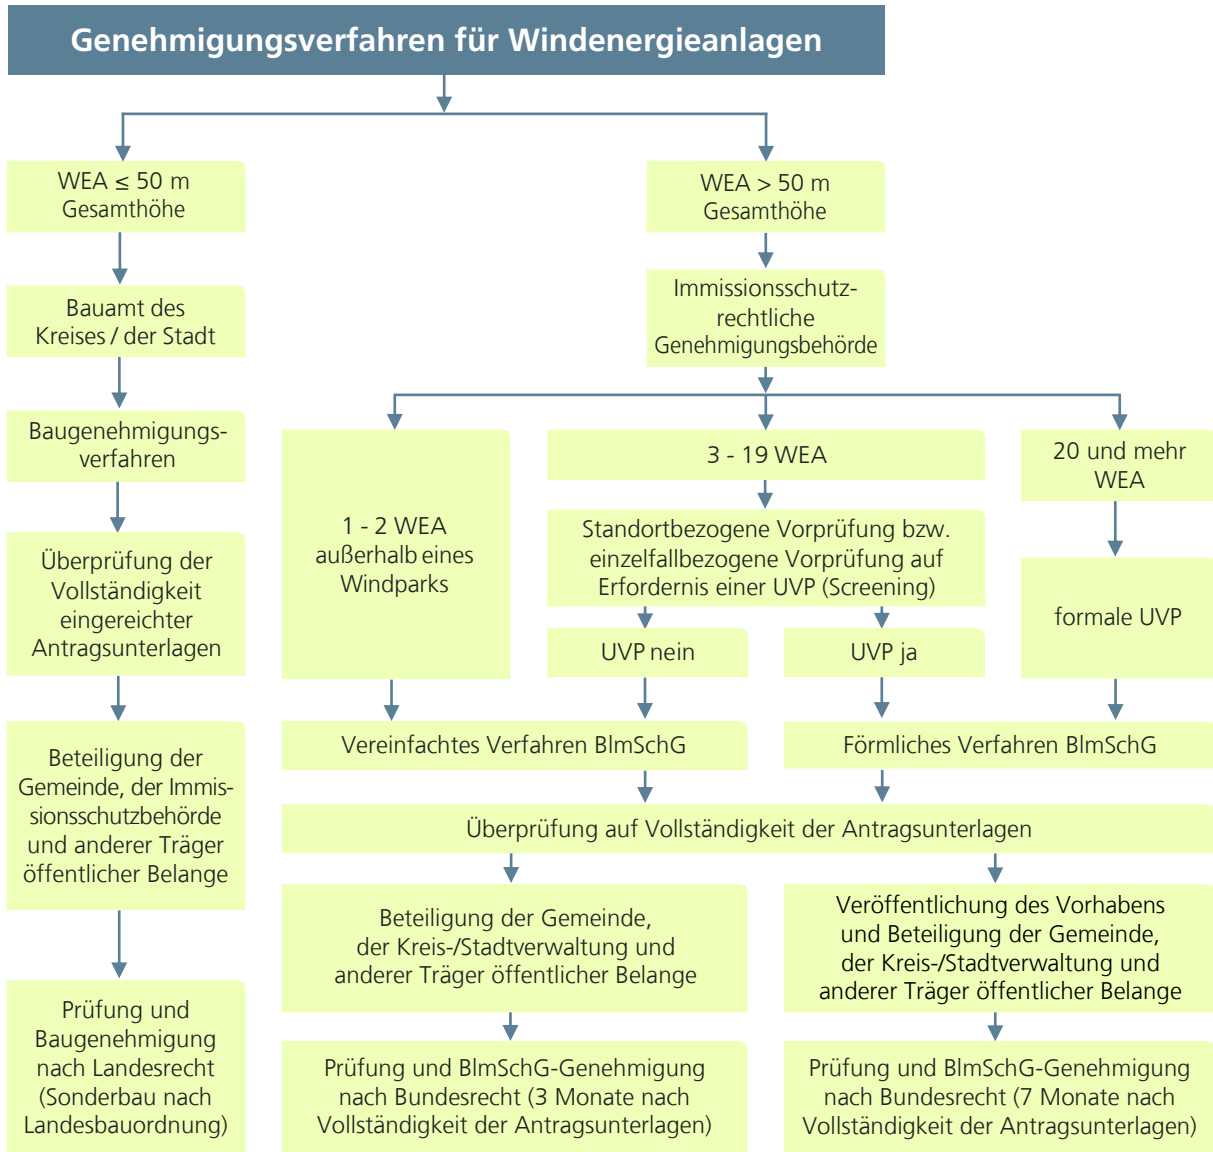 Genehmigungsverfahren für Windenergieanlagen
WEA ≤ 50 m
Gesamthöhe
Bauamt des
Kreises / der Stadt
Baugenehmigungs-
verfahren
Überprüfung der
Vollständigkeit
eingereichter
Antragsunterlagen
Beteiligung der
Gemeinde, der Immis-
sionsschutzbehörde
und anderer Träger
öffentlicher Belange
Prüfung und
Baugenehmigung
nach Landesrecht
(Sonderbau nach
Landesbauordnung)
WEA > 50 m
Gesamthöhe
Immissionsschutz-
rechtliche
Genehmigungsbehörde
1 - 2 WEA
außerhalb eines
Windparks
3 - 19 WEA
Standortbezogene Vorprüfung bzw.
einzelfallbezogene Vorprüfung auf
Erfordernis einer UVP (Screening)
UVP nein
UVP ja
20 und mehr
WEA
formale UVP
Vereinfachtes Verfahren BlmSchG
Förmliches Verfahren BlmSchG
Überprüfung auf Vollständigkeit der Antragsunterlagen
Beteiligung der Gemeinde,
der Kreis-/Stadtverwaltung und
anderer Träger öffentlicher Belange
Prüfung und BlmSchG-Genehmigung
nach Bundesrecht (3 Monate nach
Vollständigkeit der Antragsunterlagen)
Veröffentlichung des Vorhabens
und Beteiligung der Gemeinde,
der Kreis-/Stadtverwaltung und
anderer Träger öffentlicher Belange
Prüfung und BlmSchG-Genehmigung
nach Bundesrecht (7 Monate nach
Vollständigkeit der Antragsunterlagen)